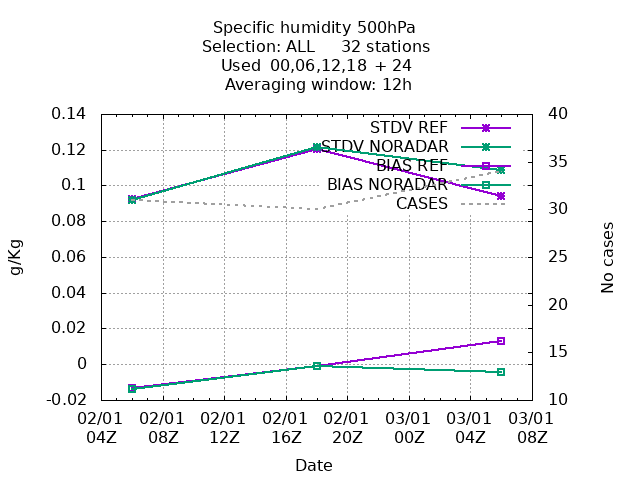 Specific humidity 500hPa
Selection: ALL 32 stations
Used 00,06,12,18 + 24
Averaging window: 12h
0.14
0.12
0.1
0.08
0.06
0.04
0.02
0
-0.02
g/Kg
40
35
30
25
20
15
10
No cases
STDV REF
STDV NORADAR
BIAS REF
BIAS NORADAR
CASES
02/01 02/01 02/01 02/01 02/01 03/01 03/01 03/01
04Z 08Z 12Z 16Z 20Z 00Z 04Z 08Z
Date